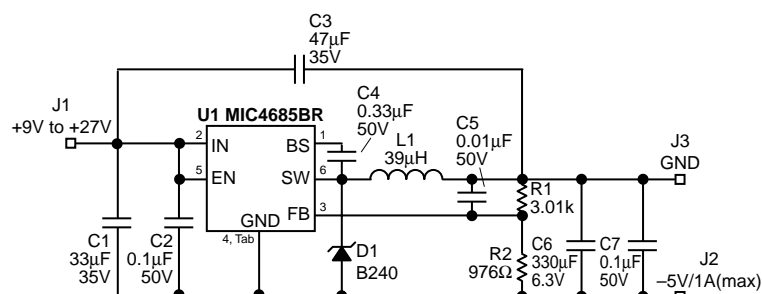 C3
47µF
35V
J1
+9V to +27V
U1 MIC4685BR
2
IN
BS
1
5
EN
SW
6
FB
3
GND
4, Tab
C4
0.33µF
50V
L1
39µH
C5
0.01µF
50V
J3
GND
R1
3.01k
C1
33µF
35V
C2
0.1µF
50V
D1
B240
R2
976Ω
C6
330µF
6.3V
C7
0.1µF
50V
J2
–5V/1A(max)